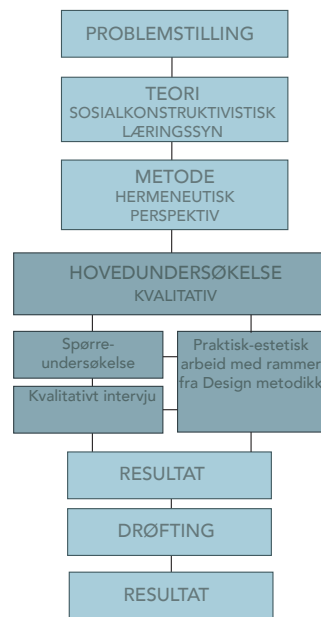 PROBLEMSTILLING
TEORI
SOSIALKONSTRUKTIVISTISK
LÆRINGSSYN
METODE
HERMENEUTISK
PERSPEKTIV
HOVEDUNDERSØKELSE
KVALITATIV
Spørre-
undersøkelse
Kvalitativt intervju
Praktisk-estetisk
arbeid med rammer
fra Design metodikk
RESULTAT
DRØFTING
RESULTAT